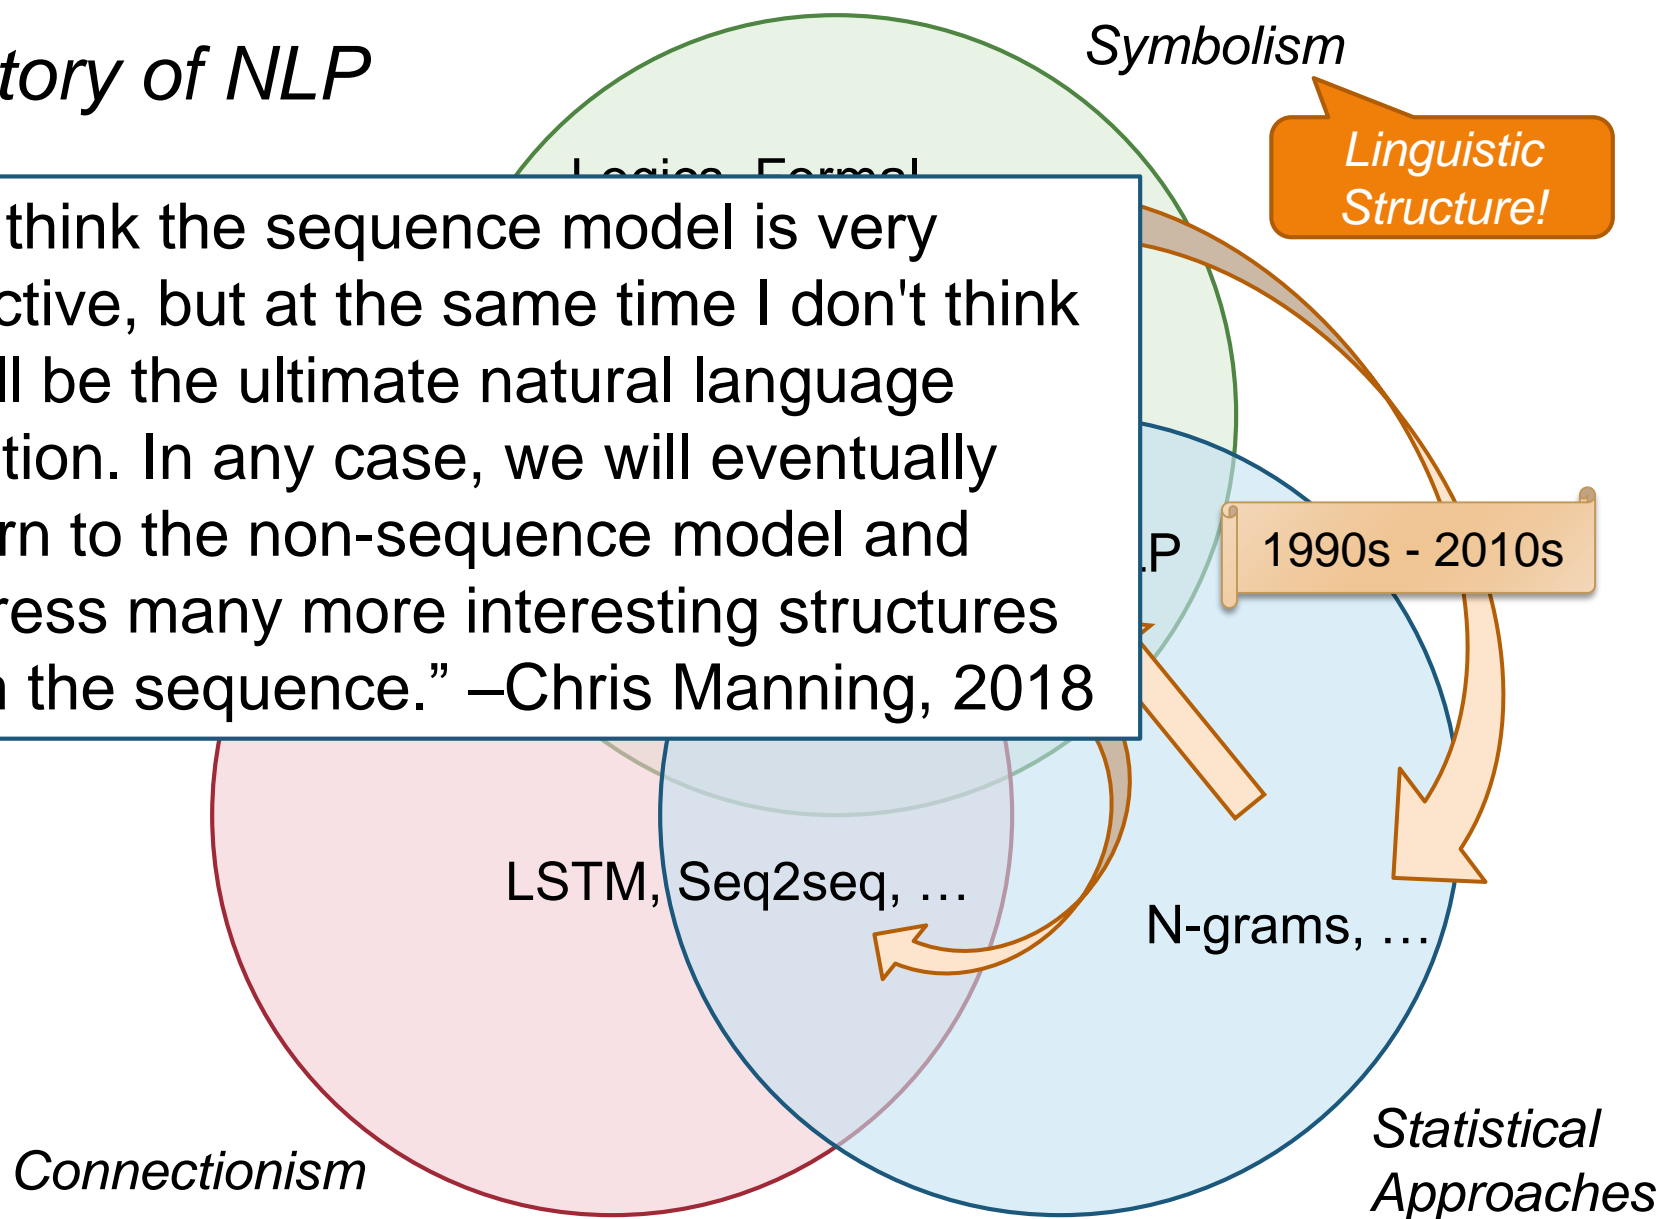 tory of NLP
Symbolism
Linguistic
Structure!
Logics, Formal
think the sequence model is very
ctive, but at the same time I don't think
ll be the ultimate natural language
tion. In any case, we will eventually
rn to the non-sequence model and
ress many more interesting structures
n the sequence.” –Chris Manning, 2018
LP
1990s - 2010s
LSTM, Seq2seq, …
N-grams, …
Connectionism
Statistical
Approaches